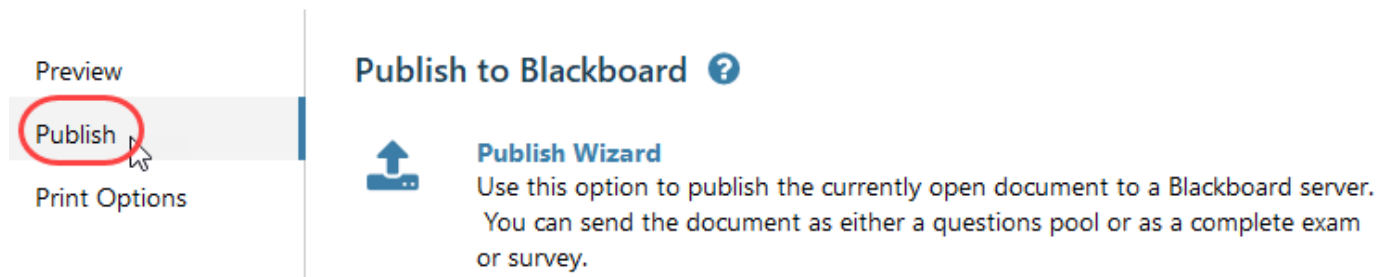 Preview
Publish
Print Options
Publish to Blackboard ?
Publish Wizard
Use this option to publish the currently open document to a Blackboard server.
You can send the document as either a questions pool or as a complete exam
or survey.